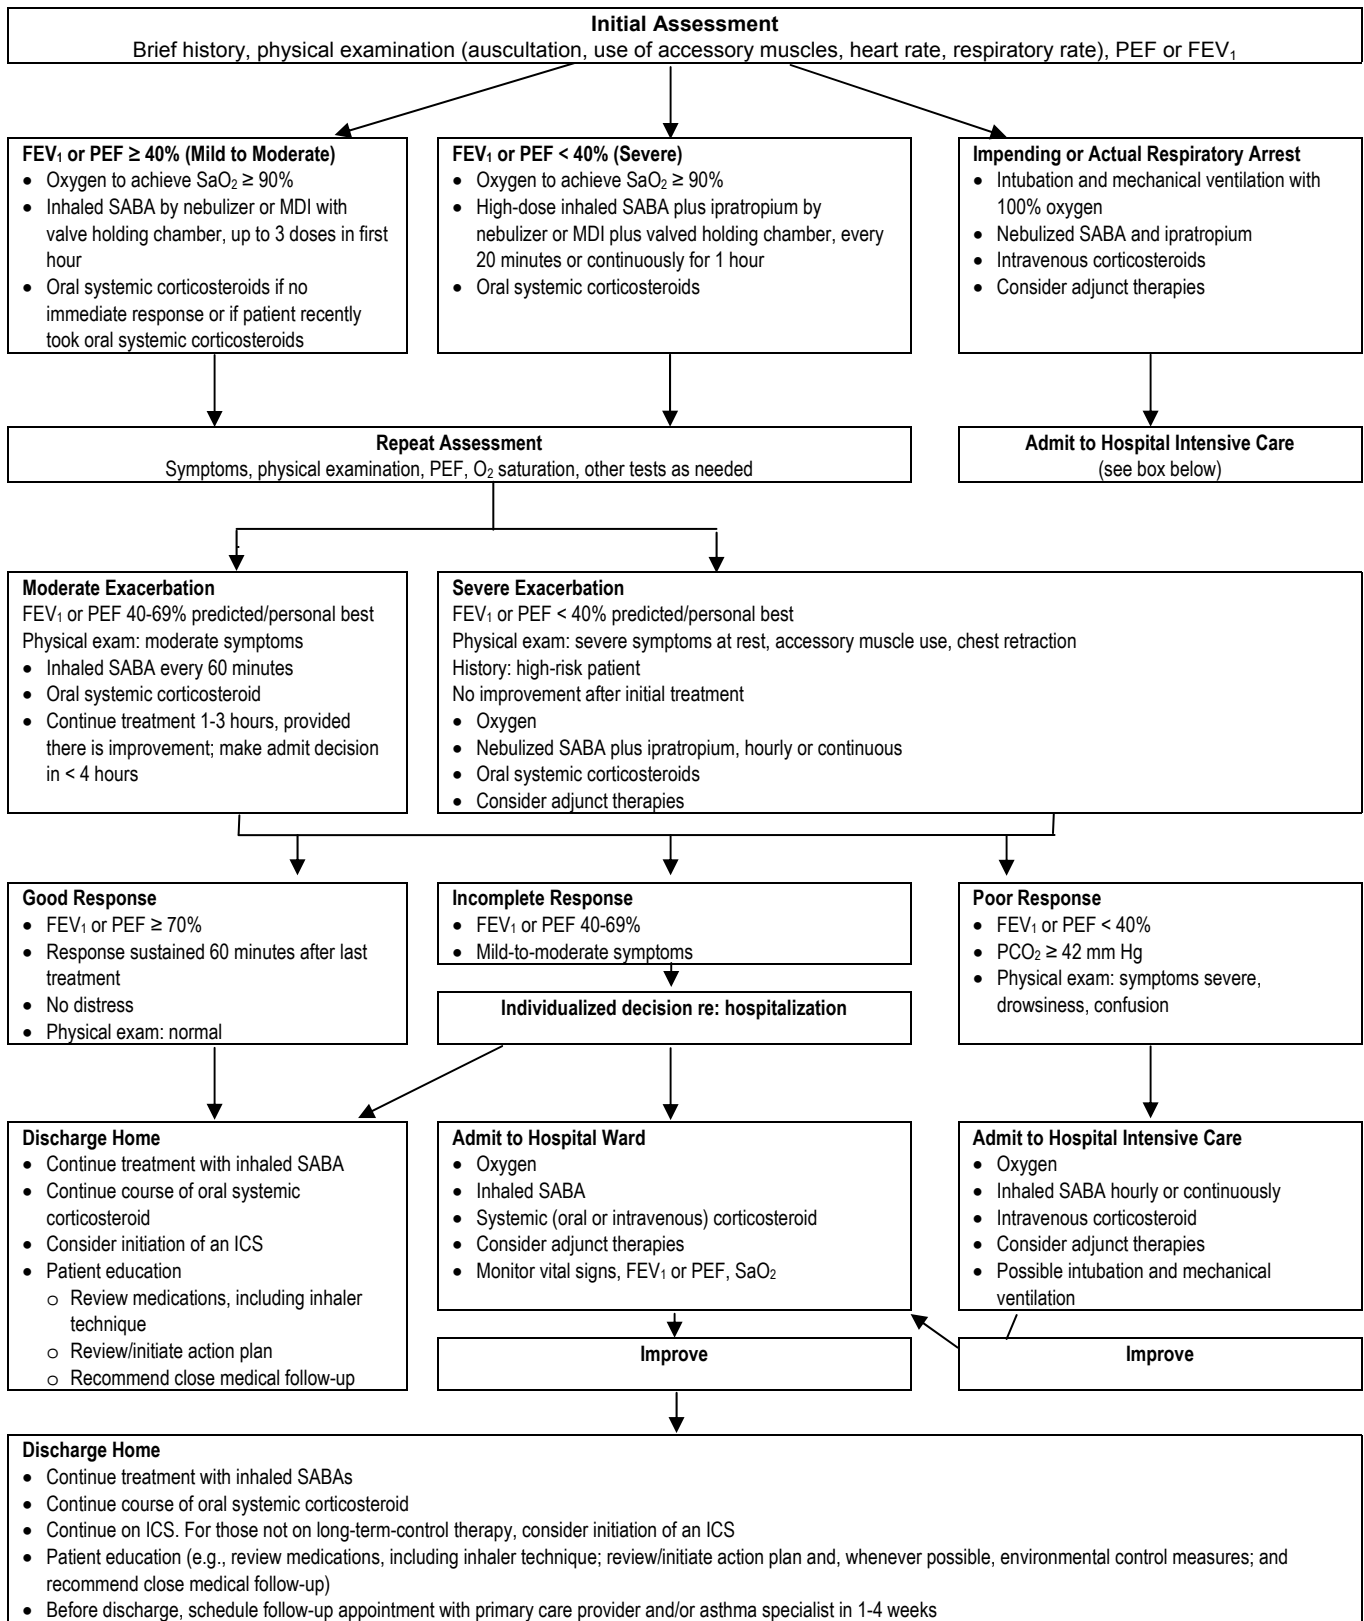 Initial Assessment
Brief history, physical examination (auscultation, use of accessory muscles, heart rate, respiratory rate), PEF or FEV₁
FEV₁ or PEF ≥ 40% (Mild to Moderate)
• Oxygen to achieve SaO₂ ≥ 90%
• Inhaled SABA by nebulizer or MDI with
valve holding chamber, up to 3 doses in first
hour
• Oral systemic corticosteroids if no
immediate response or if patient recently
took oral systemic corticosteroids
FEV₁ or PEF < 40% (Severe)
• Oxygen to achieve SaO₂ ≥ 90%
• High-dose inhaled SABA plus ipratropium by
nebulizer or MDI plus valved holding chamber, every
20 minutes or continuously for 1 hour
• Oral systemic corticosteroids
Impending or Actual Respiratory Arrest
• Intubation and mechanical ventilation with
100% oxygen
• Nebulized SABA and ipratropium
• Intravenous corticosteroids
• Consider adjunct therapies
Repeat Assessment
Symptoms, physical examination, PEF, O₂ saturation, other tests as needed
Admit to Hospital Intensive Care
(see box below)
Moderate Exacerbation
FEV₁ or PEF 40-69% predicted/personal best
Physical exam: moderate symptoms
• Inhaled SABA every 60 minutes
• Oral systemic corticosteroid
• Continue treatment 1-3 hours, provided
there is improvement; make admit decision
in < 4 hours
Severe Exacerbation
FEV₁ or PEF < 40% predicted/personal best
Physical exam: severe symptoms at rest, accessory muscle use, chest retraction
History: high-risk patient
No improvement after initial treatment
• Oxygen
• Nebulized SABA plus ipratropium, hourly or continuous
• Oral systemic corticosteroids
• Consider adjunct therapies
Good Response
• FEV₁ or PEF ≥ 70%
• Response sustained 60 minutes after last
treatment
• No distress
• Physical exam: normal
Incomplete Response
• FEV₁ or PEF 40-69%
• Mild-to-moderate symptoms
Individualized decision re: hospitalization
Poor Response
• FEV₁ or PEF < 40%
• PCO₂ ≥ 42 mm Hg
• Physical exam: symptoms severe,
drowsiness, confusion
Discharge Home
• Continue treatment with inhaled SABA
• Continue course of oral systemic
corticosteroid
• Consider initiation of an ICS
• Patient education
o Review medications, including inhaler
technique
o Review/initiate action plan
o Recommend close medical follow-up
Admit to Hospital Ward
• Oxygen
• Inhaled SABA
• Systemic (oral or intravenous) corticosteroid
• Consider adjunct therapies
• Monitor vital signs, FEV₁ or PEF, SaO₂
Admit to Hospital Intensive Care
• Oxygen
• Inhaled SABA hourly or continuously
• Intravenous corticosteroid
• Consider adjunct therapies
• Possible intubation and mechanical
ventilation
Improve
Improve
Discharge Home
• Continue treatment with inhaled SABAs
• Continue course of oral systemic corticosteroid
• Continue on ICS. For those not on long-term-control therapy, consider initiation of an ICS
• Patient education (e.g., review medications, including inhaler technique; review/initiate action plan and, whenever possible, environmental control measures; and
recommend close medical follow-up)
• Before discharge, schedule follow-up appointment with primary care provider and/or asthma specialist in 1-4 weeks